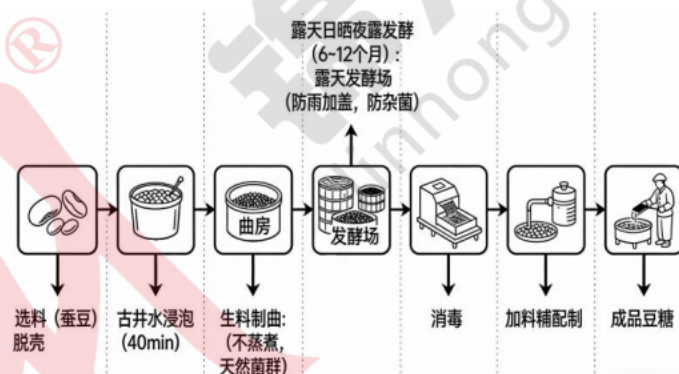 露天日晒夜露发酵
(6~12个月)：
露天发酵场
(防雨加盖，防杂菌)
曲房
发酵场
选料（蚕豆）
脱壳
古井水浸泡
(40min)
生料制曲:
(不蒸煮，
天然菌群)
消毒
加料辅配制
成品豆糖
®
inhong